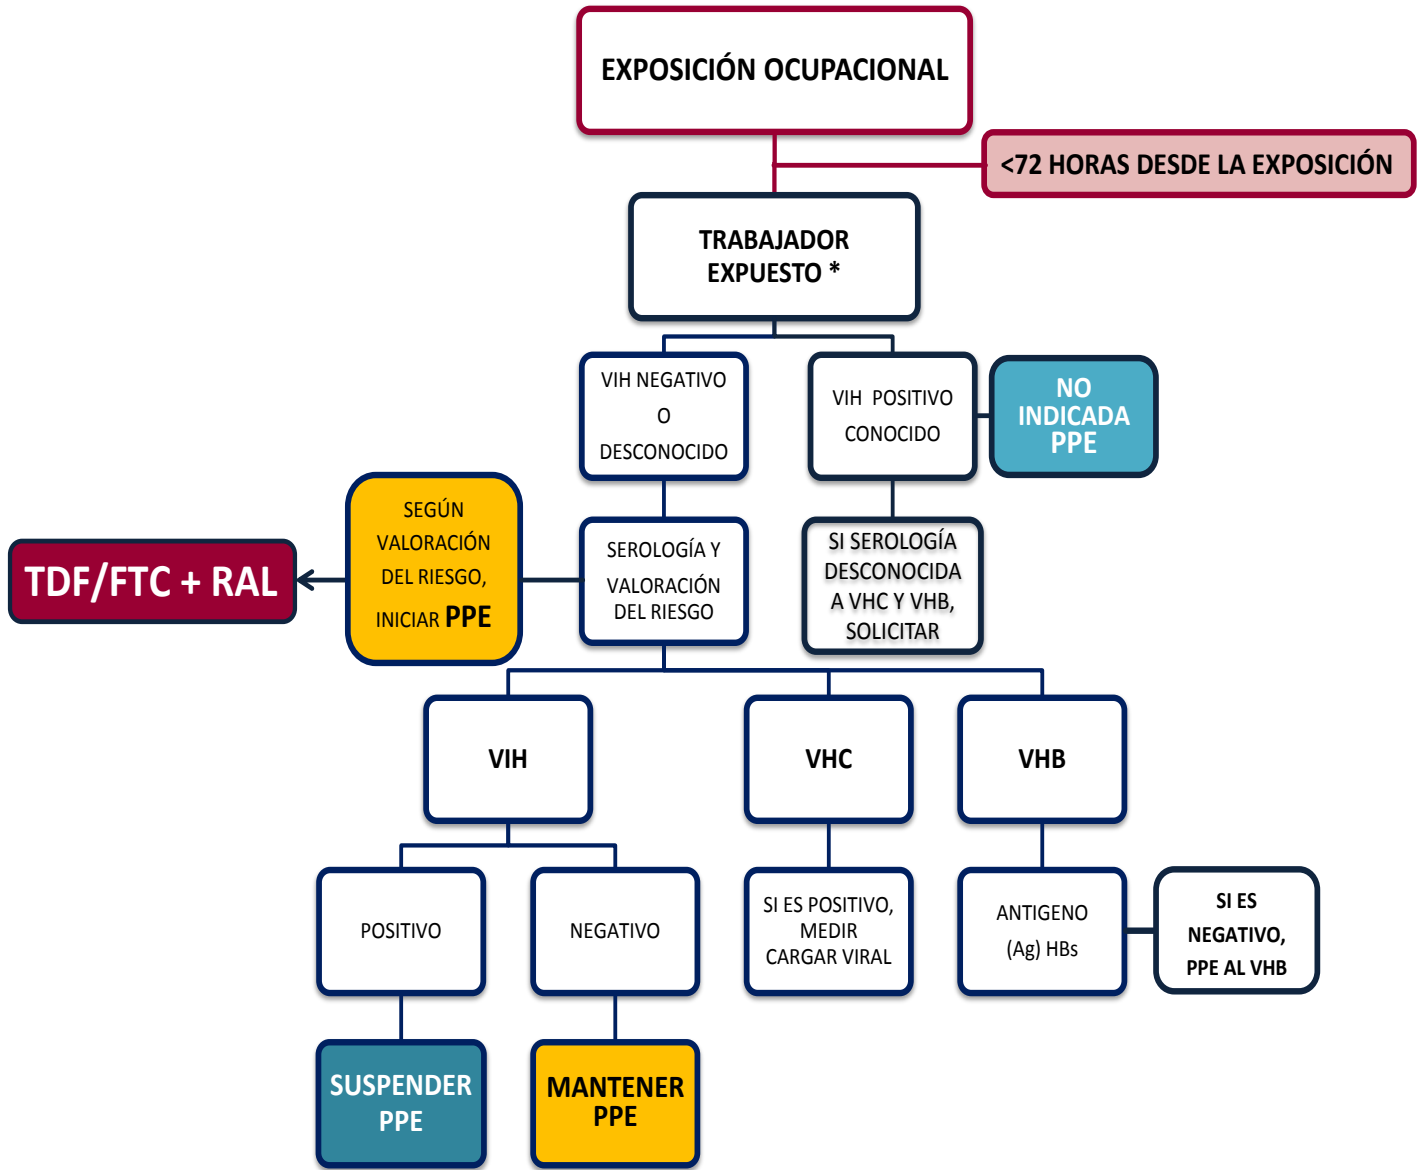 EXPOSICIÓN OCUPACIONAL
<72 HORAS DESDE LA EXPOSICIÓN
TRABAJADOR
EXPUESTO *
VIH NEGATIVO
O
DESCONOCIDO
VIH POSITIVO
CONOCIDO
NO
INDICADA
PPE
TDF/FTC + RAL
SEGÚN
VALORACIÓN
DEL RIESGO,
INICIAR PPE
SEROLOGÍA Y
VALORACIÓN
DEL RIESGO
SI SEROLOGÍA
DESCONOCIDA
A VHC Y VHB,
SOLICITAR
VIH
VHC
VHB
POSITIVO
NEGATIVO
SI ES POSITIVO,
MEDIR
CARGAR VIRAL
ANTIGENO
(Ag) HBs
SI ES
NEGATIVO,
PPE AL VHB
SUSPENDER
PPE
MANTENER
PPE